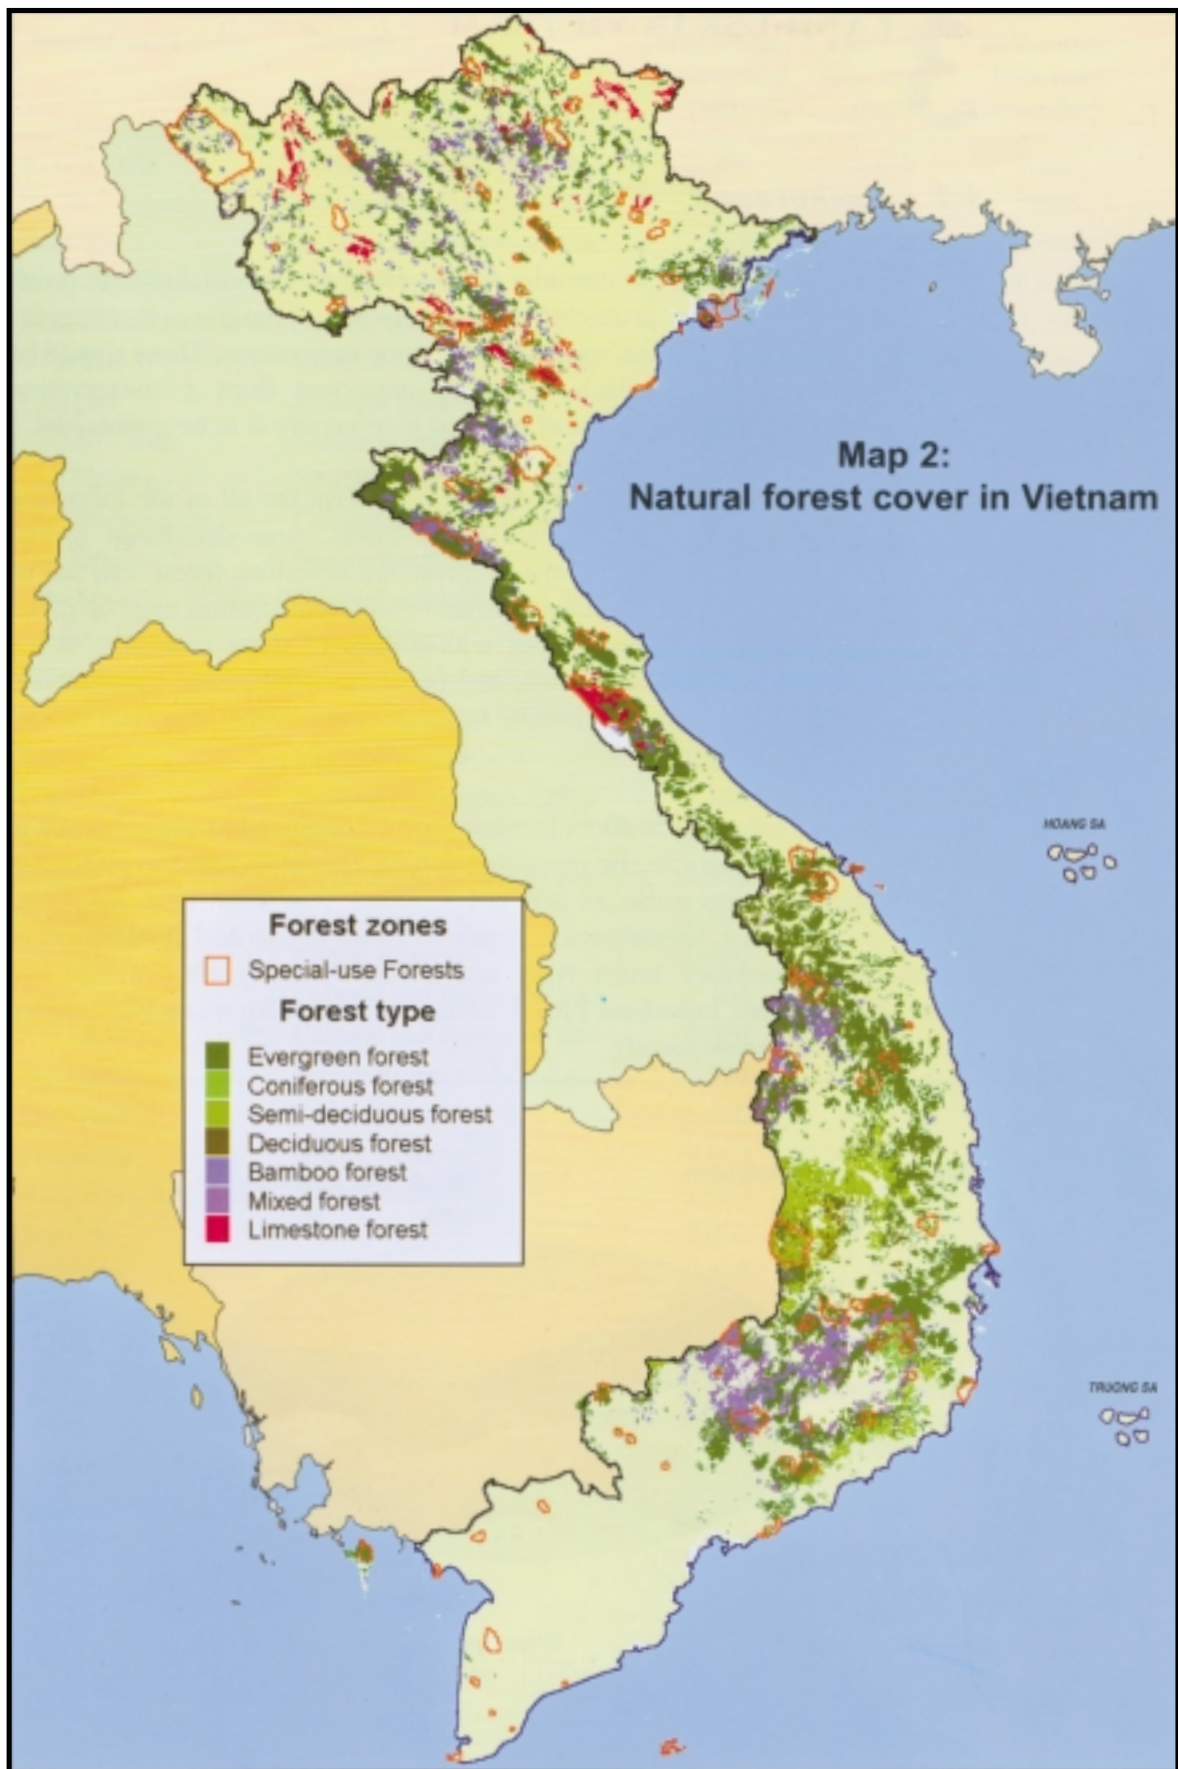 Map 2:
Natural forest cover in Vietnam
HOANG SA
Forest zones
Special-use Forests
Forest type
Evergreen forest
Coniferous forest
Semi-deciduous forest
Deciduous forest
Bamboo forest
Mixed forest
Limestone forest
TRUONG SA